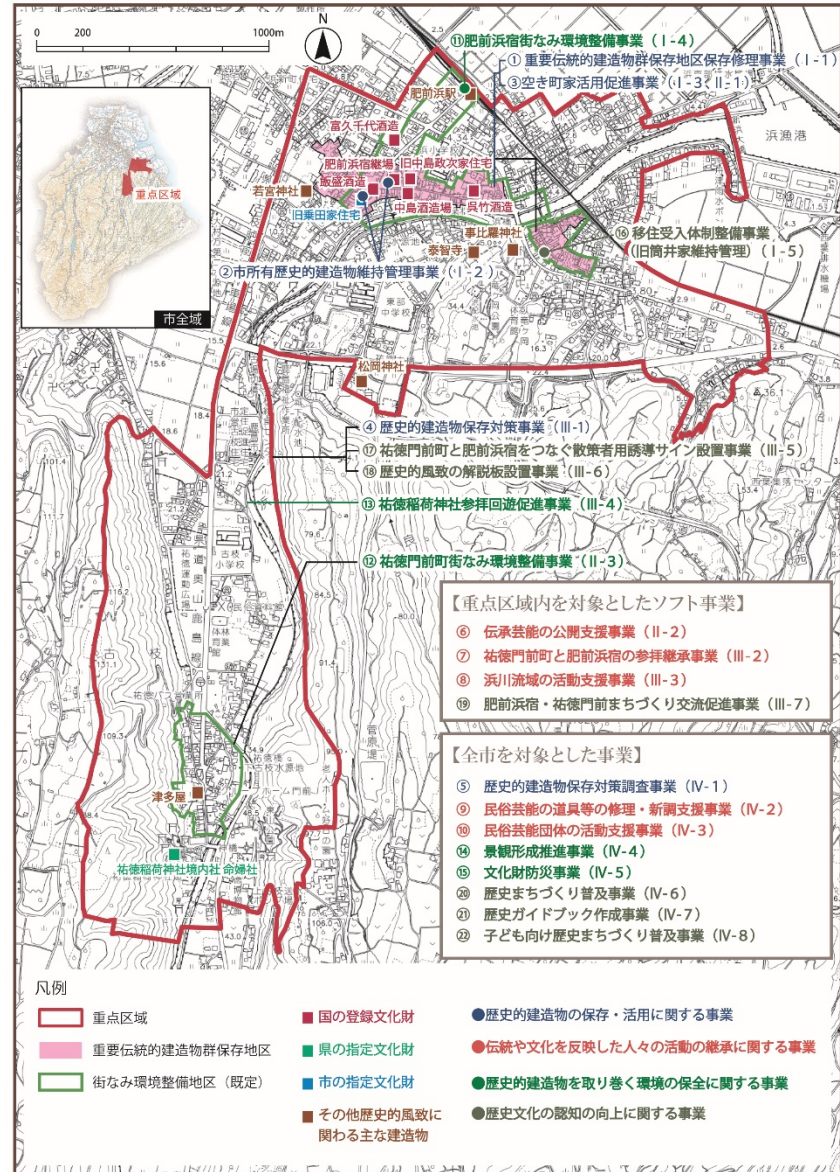 0 200 1000m
N
⑪肥前浜宿街なみ環境整備事業（Ⅰ-4）
①重要伝統的建造物群保存地区保存修理事業（Ⅰ-1）
③空き町家活用促進事業（Ⅰ-3、Ⅱ-1）
肥前浜駅
浜漁港
富久千代酒造
肥前浜宿継場
旧中島政次家住宅
飯盛酒造
若宮神社
旧乗田家住宅
中島酒造場
呉竹酒造
事比羅神社
泰智寺
⑯移住受入体制整備事業
（旧筒井家維持管理）Ⅰ-5）
②市所有歴史的建造物維持管理事業（Ⅰ-2）
重点区域
市全域
東部
中学校
松岡神社
④歴史的建造物保存対策事業（Ⅲ-1）
⑰祐徳門前町と肥前浜宿をつなぐ散策者用誘導サイン設置事業（Ⅲ-5）
⑱歴史的風致の解説板設置事業（Ⅲ-6）
⑬祐徳稲荷神社参拝回遊促進事業（Ⅲ-4）
古枝
小学校
⑫祐徳門前町街なみ環境整備事業（Ⅱ-3）
【重点区域内を対象としたソフト事業】
⑥ 伝承芸能の公開支援事業（Ⅱ-2）
⑦ 祐徳門前町と肥前浜宿の参拝継承事業（Ⅲ-2）
⑧ 浜川流域の活動支援事業（Ⅲ-3）
⑲ 肥前浜宿・祐徳門前まちづくり交流促進事業（Ⅲ-7）
【全市を対象とした事業】
⑤ 歴史的建造物保存対策調査事業（Ⅳ-1）
⑨ 民俗芸能の道具等の修理・新調支援事業（Ⅳ-2）
⑩ 民俗芸能団体の活動支援事業（Ⅳ-3）
⑭ 景観形成推進事業（Ⅳ-4）
⑮ 文化財防災事業（Ⅳ-5）
⑳ 歴史まちづくり普及事業（Ⅳ-6）
㉑ 歴史ガイドブック作成事業（Ⅳ-7）
㉒ 子ども向け歴史まちづくり普及事業（Ⅳ-8）
津多屋
祐徳稲荷神社境内社 命婦社
凡例
重点区域
重要伝統的建造物群保存地区
街なみ環境整備地区（既定）
国の登録文化財
県の指定文化財
市の指定文化財
その他歴史的風致に
関わる主な建造物
歴史的建造物の保存・活用に関する事業
伝統や文化を反映した人々の活動の継承に関する事業
歴史的建造物を取り巻く環境の保全に関する事業
歴史文化の認知の向上に関する事業